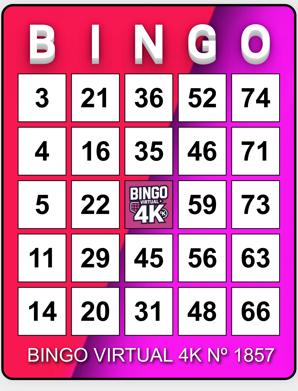 B I N G O
3 21 36 52 74
4 16 35 46 71
5 22 BINGO VIRTUAL 4K 59 73
11 29 45 56 63
14 20 31 48 66
BINGO VIRTUAL 4K Nº 1857